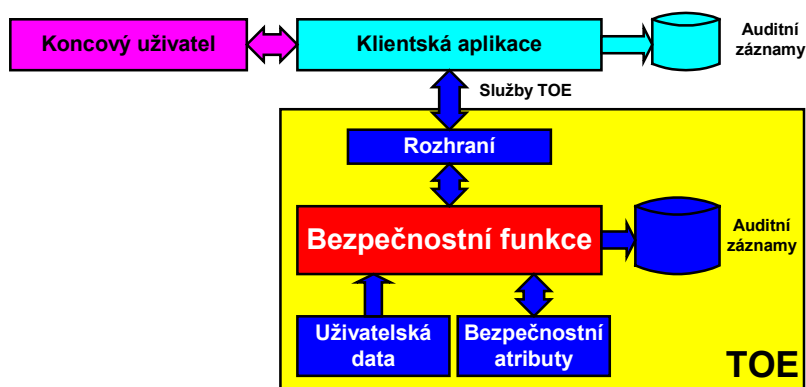 Koncový uživatel
Klientská aplikace
Auditní
záznamy
Služby TOE
Rozhraní
Bezpečnostní funkce
Auditní
záznamy
Uživatelská
data
Bezpečnostní
atributy
TOE